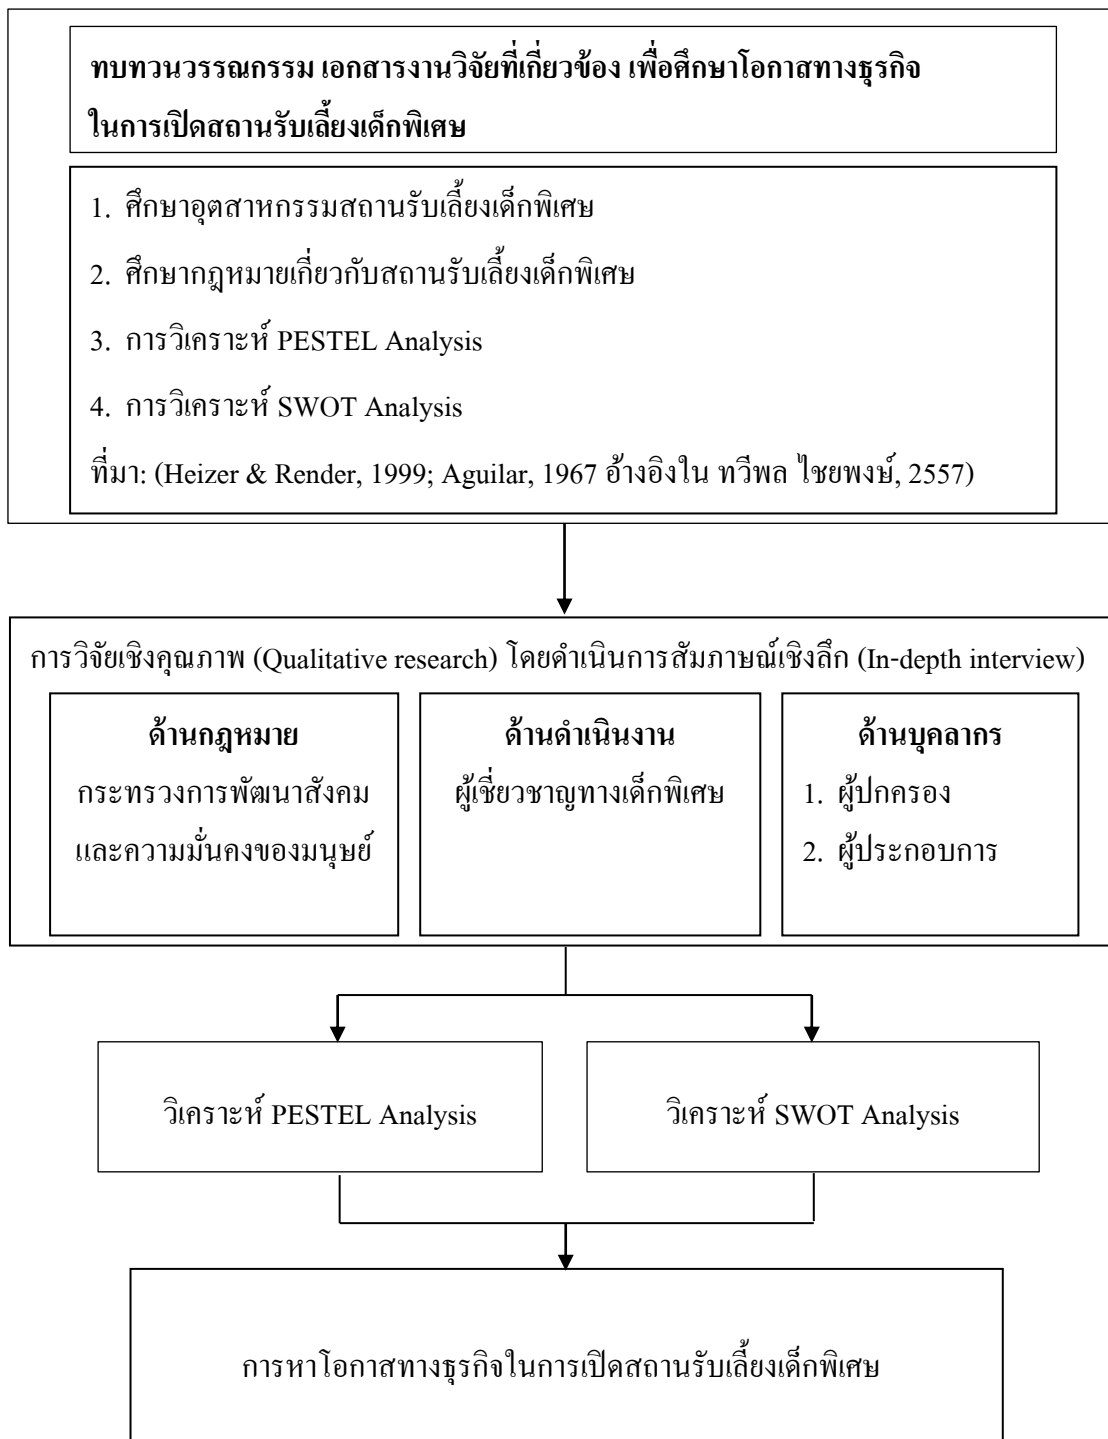 ทบทวนวรรณกรรม เอกสารงานวิจัยที่เกี่ยวข้อง เพื่อศึกษาโอกาสทางธุรกิจ
ในการเปิดสถานรับเลี้ยงเด็กพิเศษ
1. ศึกษาอุตสาหกรรมสถานรับเลี้ยงเด็กพิเศษ
2. ศึกษากฎหมายเกี่ยวกับสถานรับเลี้ยงเด็กพิเศษ
3. การวิเคราะห์ PESTEL Analysis
4. การวิเคราะห์ SWOT Analysis
ที่มา: (Heizer & Render, 1999; Aguilar, 1967 อ้างอิงใน ทวีพล ไชยพงษ์, 2557)
การวิจัยเชิงคุณภาพ (Qualitative research) โดยดำเนินการสัมภาษณ์เชิงลึก (In-depth interview)
ด้านกฎหมาย
กระทรวงการพัฒนาสังคม
และความมั่นคงของมนุษย์
ด้านดำเนินงาน
ผู้เชี่ยวชาญทางเด็กพิเศษ
ด้านบุคลากร
1. ผู้ปกครอง
2. ผู้ประกอบการ
วิเคราะห์ PESTEL Analysis
วิเคราะห์ SWOT Analysis
การหาโอกาสทางธุรกิจในการเปิดสถานรับเลี้ยงเด็กพิเศษ